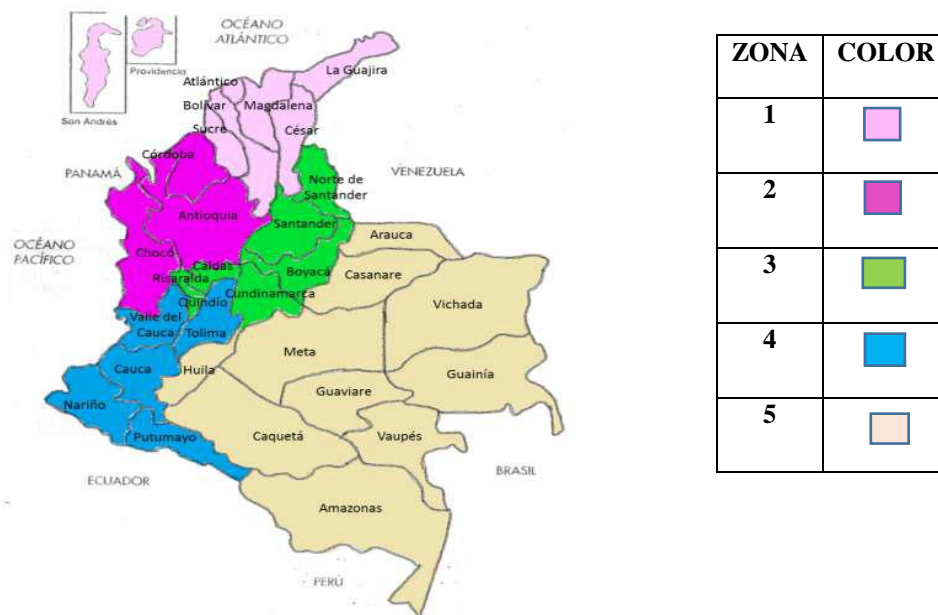 OCÉANO
ATLÁNTICO
Providencia
San Andrés
La Guajira
Atlántico
Bolívar
Magdalena
Sucre
César
Córdoba
PANAMÁ
VENEZUELA
Norte de
Santánder
Antioquia
Santander
Arauca
OCÉANO
PACÍFICO
Chocó
Caldas
Risaralda
Boyacá
Casanare
Cundinamarca
Quindío
Vichada
Valle del
Cauca
Tolima
Meta
Cauca
Huila
Guainía
Guaviare
Nariño
Putumayo
Caquetá
Vaupés
ECUADOR
BRASIL
Amazonas
PERÚ
ZONA COLOR
1
2
3
4
5